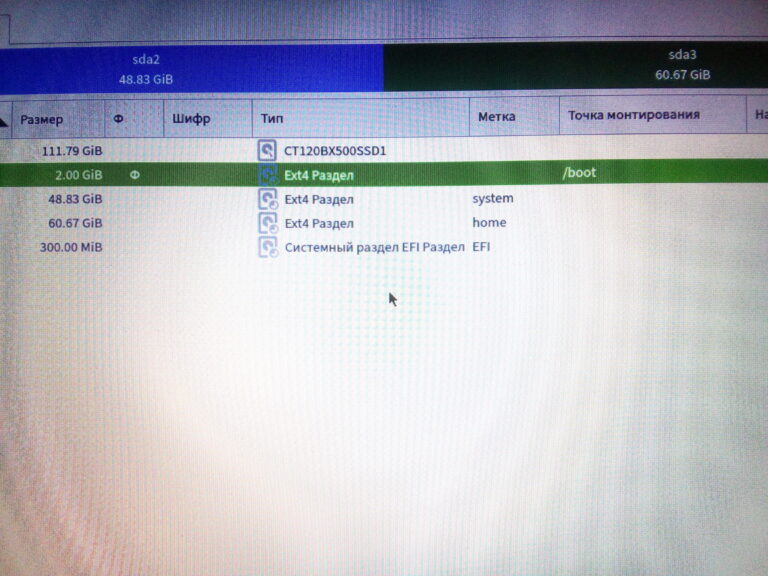 sda2 sda3
48.83 GiB 60.67 GiB
Размер Ф Шифр Тип Метка Точка монтирования
111.79 GiB CT120BX500SSD1
2.00 GiB Ф Ext4 Раздел /boot
48.83 GiB Ext4 Раздел system
60.67 GiB Ext4 Раздел home
300.00 MiB Системный раздел EFI Раздел EFI